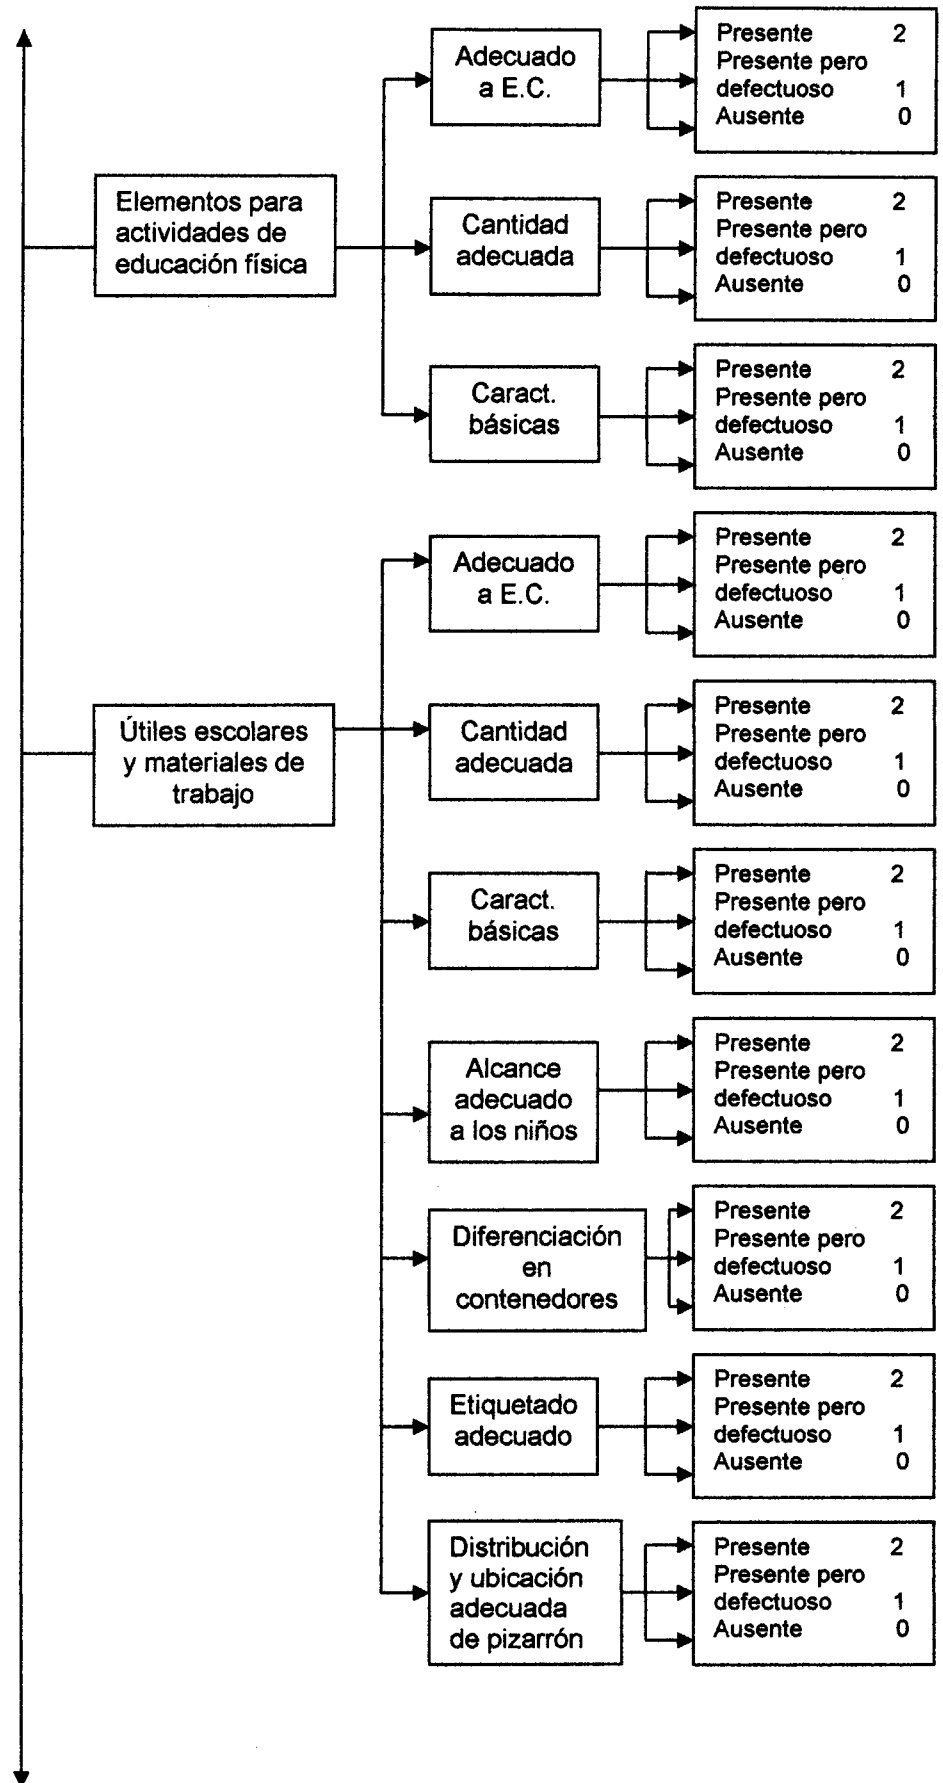 Elementos para
actividades de
educación física
Adecuado
a E.C.
Presente 2
Presente pero
defectuoso 1
Ausente 0
Cantidad
adecuada
Presente 2
Presente pero
defectuoso 1
Ausente 0
Caract.
básicas
Presente 2
Presente pero
defectuoso 1
Ausente 0
Útiles escolares
y materiales de
trabajo
Adecuado
a E.C.
Presente 2
Presente pero
defectuoso 1
Ausente 0
Cantidad
adecuada
Presente 2
Presente pero
defectuoso 1
Ausente 0
Caract.
básicas
Presente 2
Presente pero
defectuoso 1
Ausente 0
Alcance
adecuado
a los niños
Presente 2
Presente pero
defectuoso 1
Ausente 0
Diferenciación
en
contenedores
Presente 2
Presente pero
defectuoso 1
Ausente 0
Etiquetado
adecuado
Presente 2
Presente pero
defectuoso 1
Ausente 0
Distribución
y ubicación
adecuada
de pizarrón
Presente 2
Presente pero
defectuoso 1
Ausente 0